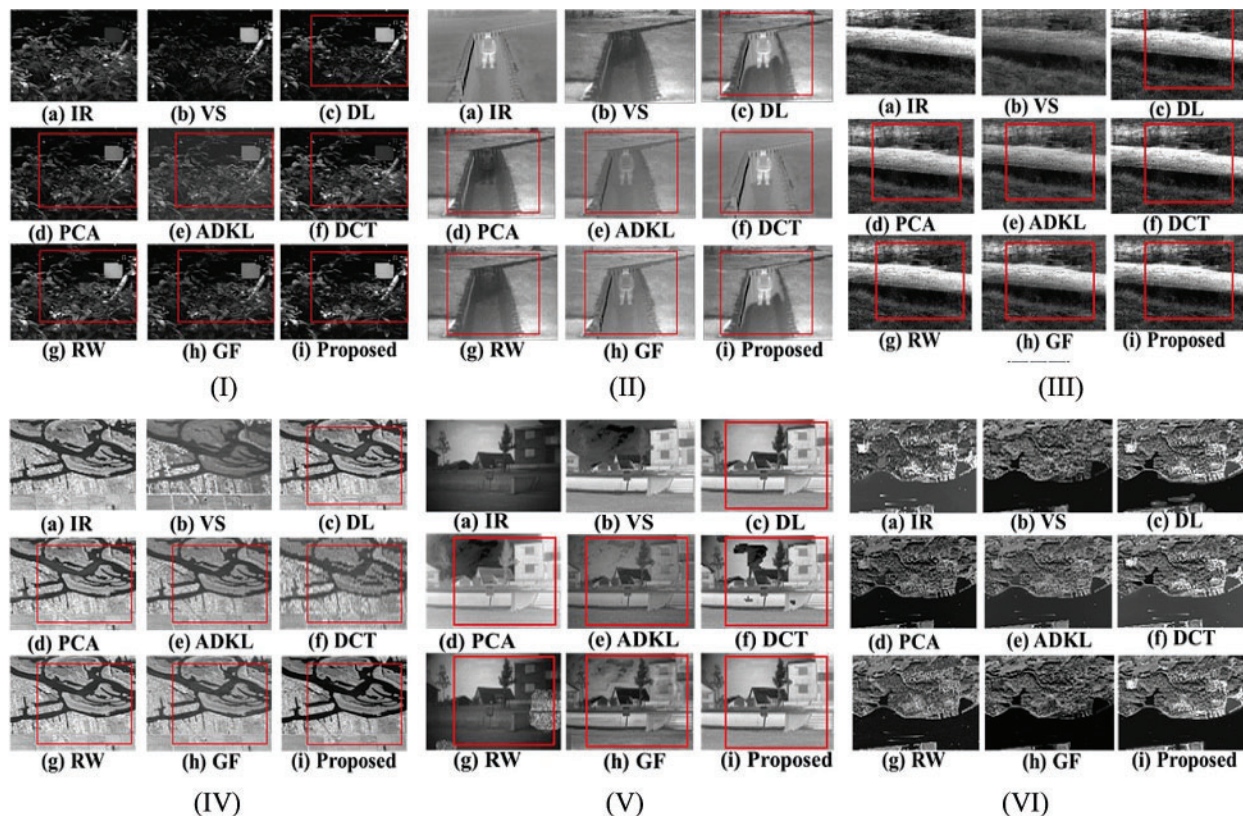 (a) IR (b) VS (c) DL
(d) PCA (e) ADKL (f) DCT
(g) RW (h) GF (i) Proposed
(I)
(a) IR (b) VS (c) DL
(d) PCA (e) ADKL (f) DCT
(g) RW (h) GF (i) Proposed
(II)
(a) IR (b) VS (c) DL
(d) PCA (e) ADKL (f) DCT
(g) RW (h) GF (i) Proposed
(III)
(a) IR (b) VS (c) DL
(d) PCA (e) ADKL (f) DCT
(g) RW (h) GF (i) Proposed
(IV)
(a) IR (b) VS (c) DL
(d) PCA (e) ADKL (f) DCT
(g) RW (h) GF (i) Proposed
(V)
(a) IR (b) VS (c) DL
(d) PCA (e) ADKL (f) DCT
(g) RW (h) GF (i) Proposed
(VI)